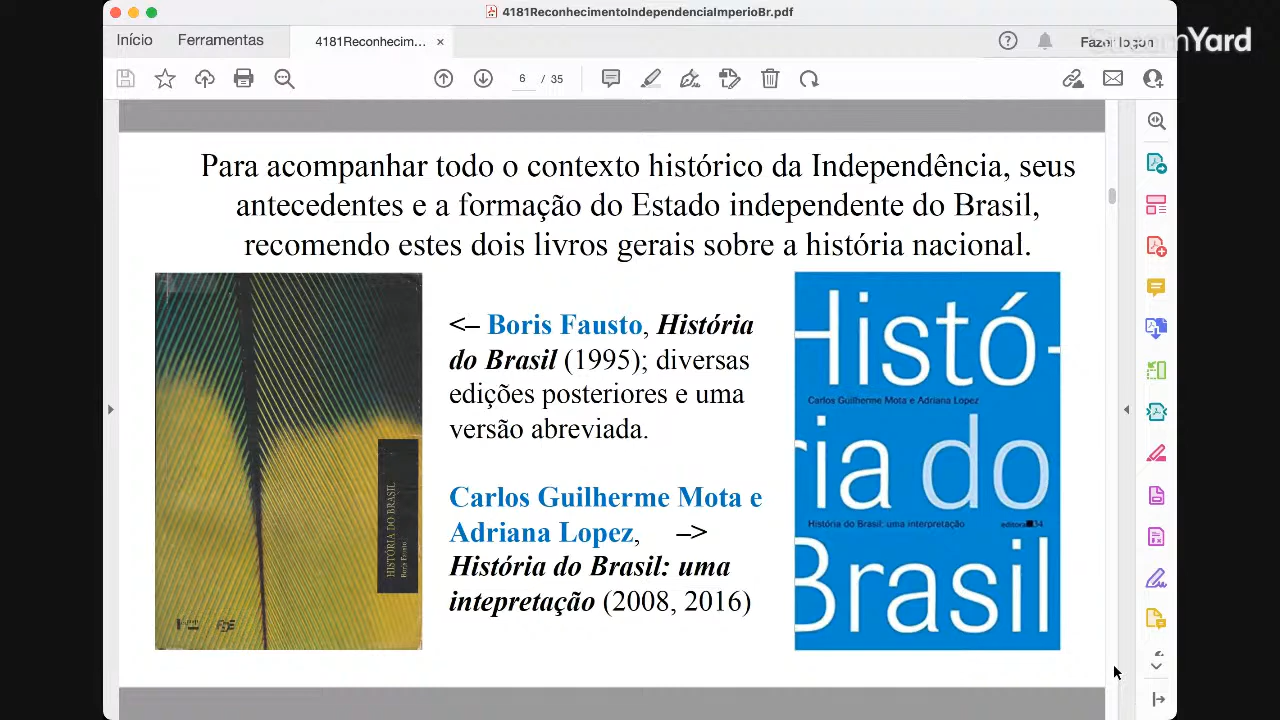 4181ReconhecimentoIndependenciaImperioBr.pdf
Início Ferramentas 4181Reconhecim... × Fazer logon
6 / 35
Para acompanhar todo o contexto histórico da Independência, seus
antecedentes e a formação do Estado independente do Brasil,
recomendo estes dois livros gerais sobre a história nacional.
<– Boris Fausto, História
do Brasil (1995); diversas
edições posteriores e uma
versão abreviada.
Carlos Guilherme Mota e
Adriana Lopez, –>
História do Brasil: uma
intepretação (2008, 2016)
HISTÓRIA DO BRASIL
Boris Fausto
Histó-
Carlos Guilherme Mota e Adriana Lopez
ria do
História do Brasil: uma interpretação
editora 34
Brasil